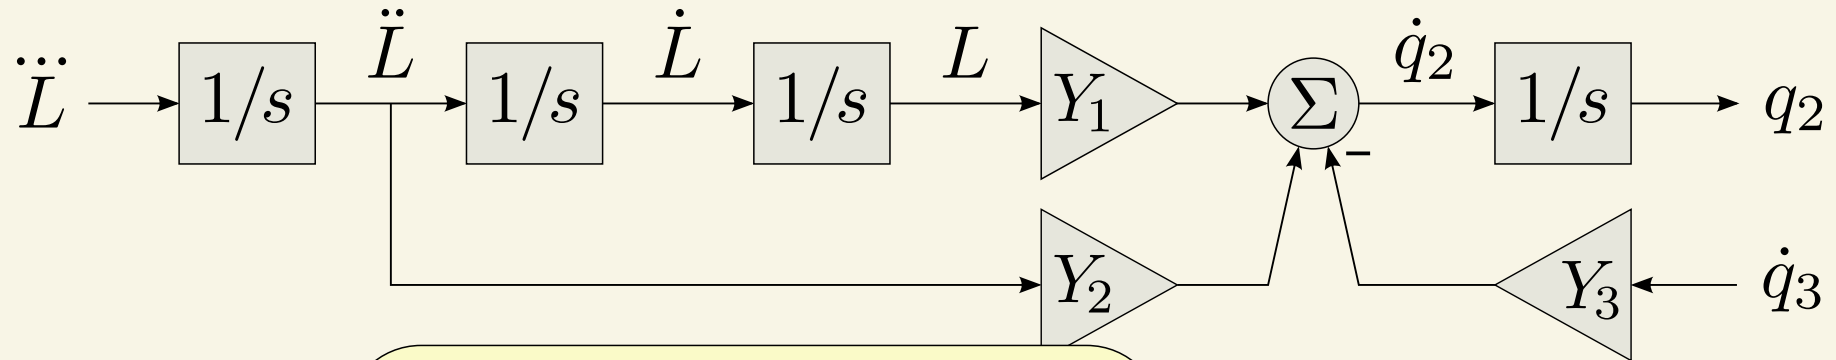 L⃛ 1/s L̈ 1/s L̇ 1/s L Y₁ Σ q̇₂ 1/s q₂
–
Y₂ Y₃ q̇₃